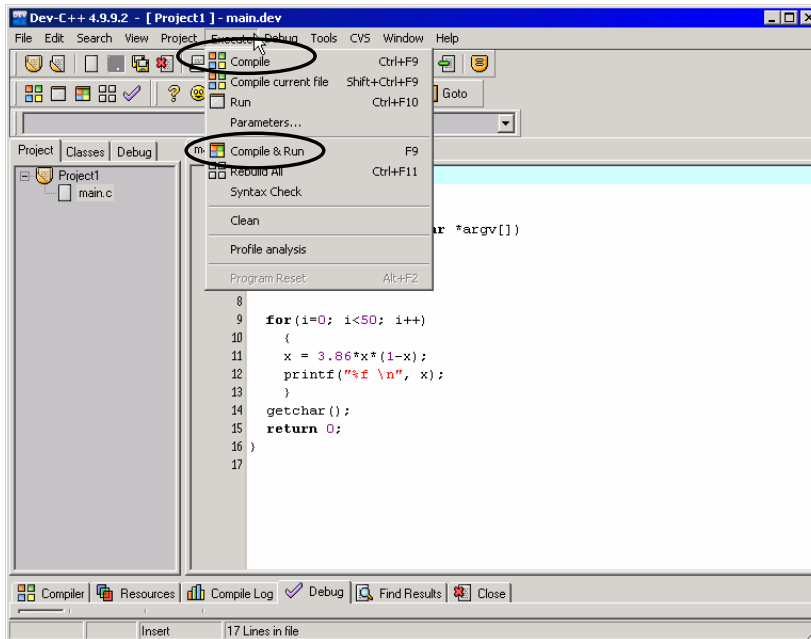 Dev-C++ 4.9.9.2 - [ Project1 ] - main.dev
File Edit Search View Project Execute Debug Tools CVS Window Help
Compile Ctrl+F9
Compile current file Shift+Ctrl+F9
Run Ctrl+F10
Parameters...
Compile & Run F9
Rebuild All Ctrl+F11
Syntax Check
Clean
Profile analysis
Program Reset Alt+F2
Goto
Project Classes Debug
Project1
main.c
*argv[])
8
9 for(i=0; i<50; i++)
10 {
11 x = 3.86*x*(1-x);
12 printf("%f \n", x);
13 }
14 getchar();
15 return 0;
16 }
17
Compiler Resources Compile Log Debug Find Results Close
Insert 17 Lines in file